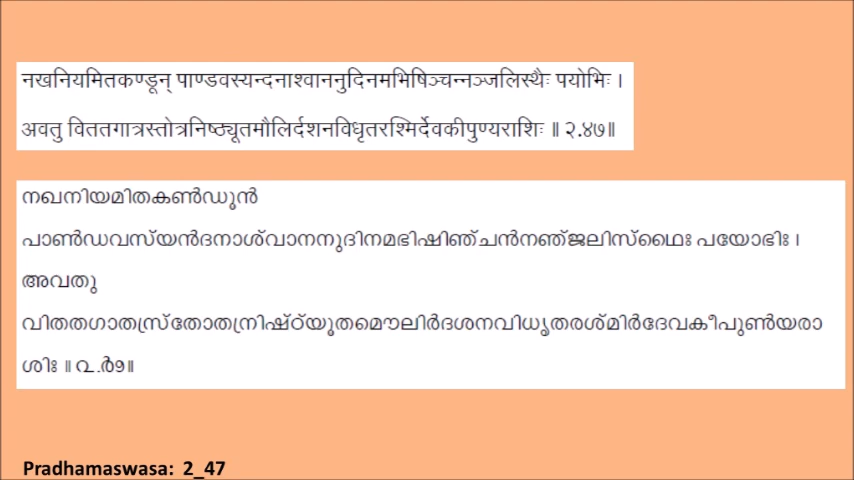 नखनियमितकण्डून् पाण्डवस्यन्दनाश्वाननुदिनमभिषिञ्चन्नञ्जलिस्थैः पयोभिः ।
अवतु विततगात्रस्तोत्रनिष्ठ्यूतमौलिर्दशनविधृतरश्मिर्देवकीपुण्यराशिः ॥ २.४७॥
നഖനിയമിതകൺഡുൻ
പാൺഡവസ്യൻദനാശ്വാനനുദിനമഭിഷിഞ്ചൻനഞ്ജലിസ്ഥൈഃ പയോഭിഃ ।
അവതു
വിതതഗാതസ്ത്രോതത്രനിഷ്ഠ്യൂതമൌലിർദശനവിധൃതരശ്മിർദേവകീപുൺയരാ
ശിഃ ॥ ൨.൪൭॥
Pradhamaswasa: 2_47